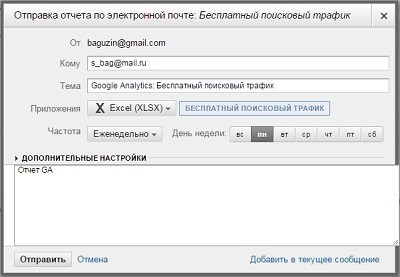 Отправка отчета по электронной почте: Бесплатный поисковый трафик
От baguzin@gmail.com
Кому s_bag@mail.ru
Тема Google Analytics: Бесплатный поисковый трафик
Приложения X Excel (XLSX) БЕСПЛАТНЫЙ ПОИСКОВЫЙ ТРАФИК
Частота Еженедельно День недели: вс пн вт ср чт пт сб
ДОПОЛНИТЕЛЬНЫЕ НАСТРОЙКИ
Отчет GA
Отправить Отмена Добавить в текущее сообщение